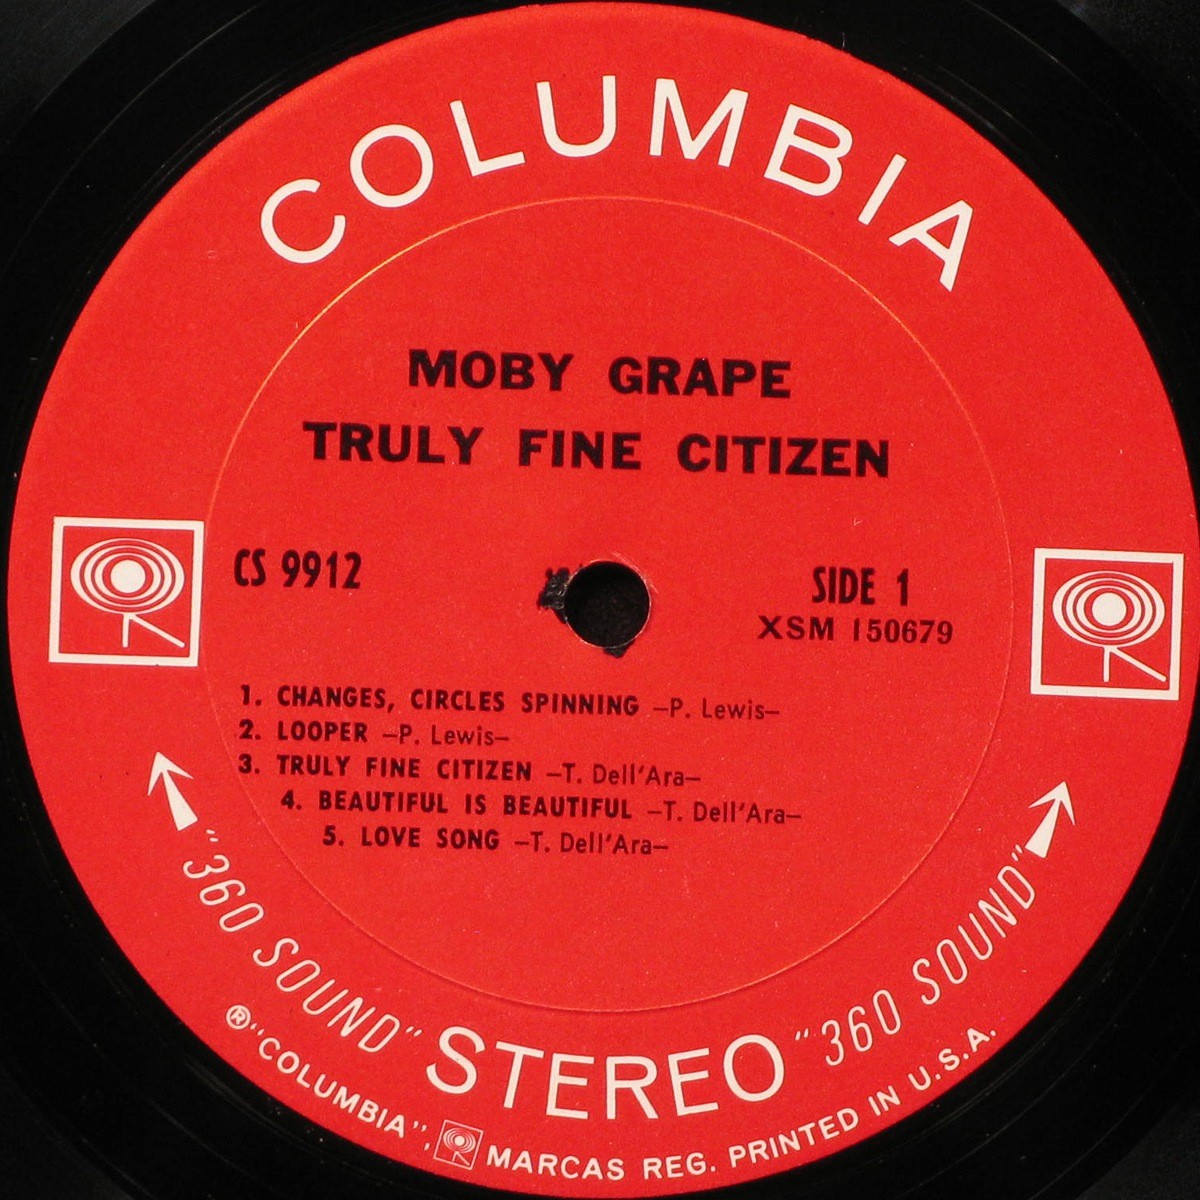 COLUMBIA
MOBY GRAPE
TRULY FINE CITIZEN
CS 9912
SIDE 1
XSM 150679
1. CHANGES, CIRCLES SPINNING —P. Lewis—
2. LOOPER —P. Lewis—
3. TRULY FINE CITIZEN —T. Dell'Ara—
4. BEAUTIFUL IS BEAUTIFUL —T. Dell'Ara—
5. LOVE SONG —T. Dell'Ara—
"360 SOUND" STEREO "360 SOUND"
® "COLUMBIA", MARCAS REG. PRINTED IN U.S.A.